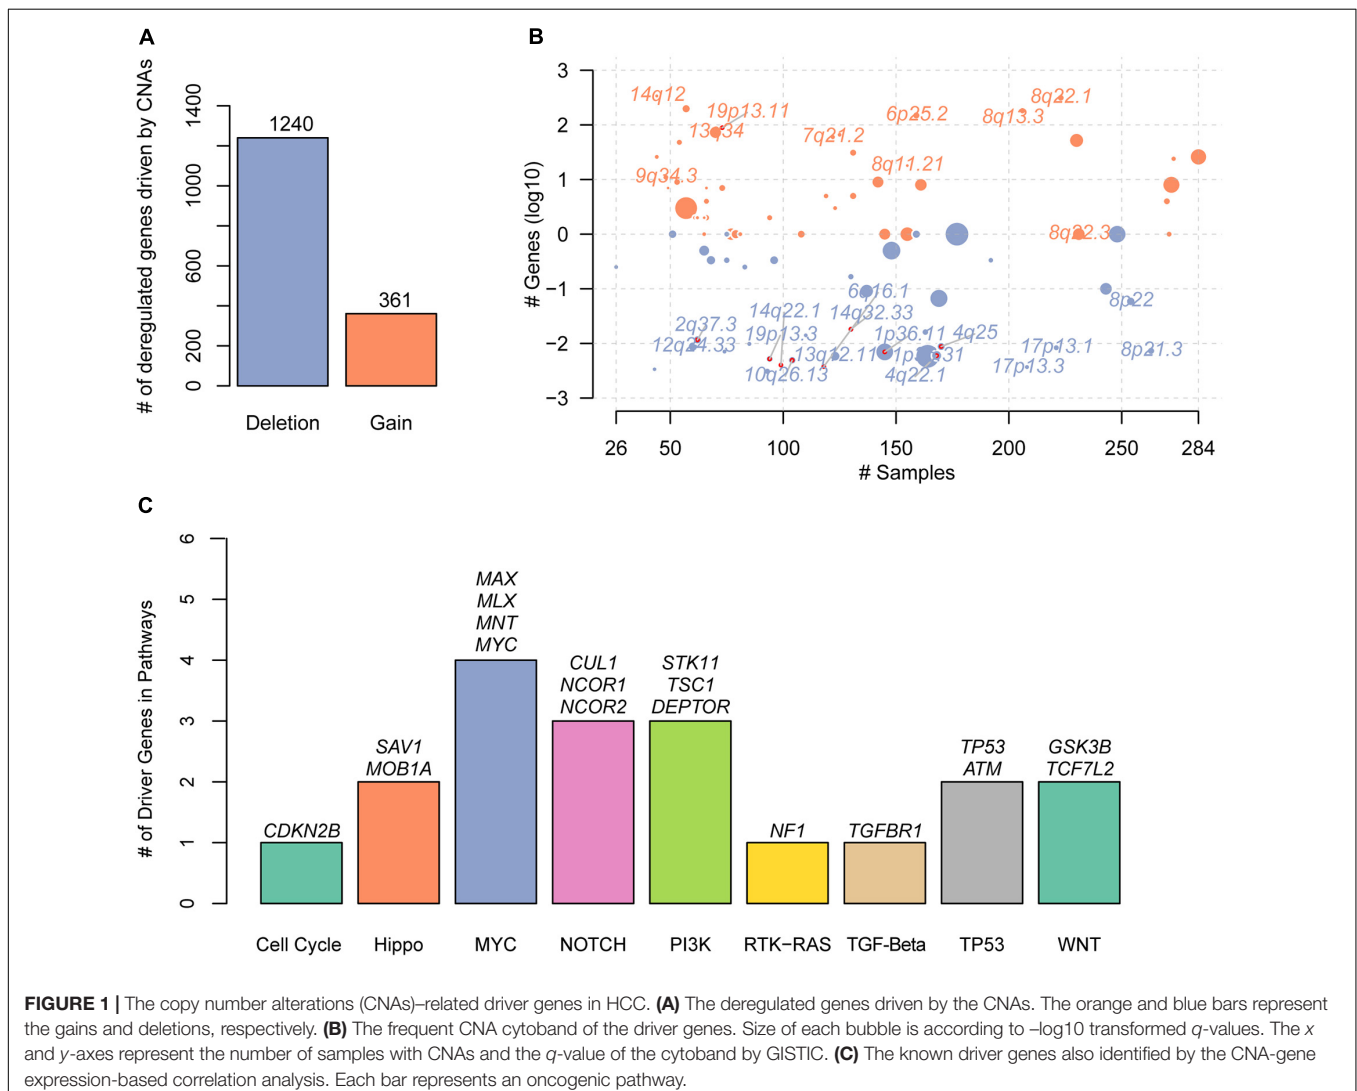 A
# of deregulated genes driven by CNAs
1400
1000
600
200
0
1240
361
Deletion
Gain
B
# Genes (log10)
3
2
1
0
−1
−2
−3
14q12
19p13.11
13q34
9q34.3
7q21.2
6p25.2
8q11.21
8q13.3
8q22.1
8q22.3
6q16.1
14q22.1
14q32.33
2q37.3
19p13.3
12q24.33
13q12.11
10q26.13
1p36.11
4q25
4q22.1
17p13.1
17p13.3
8p22
8p21.3
26
50
100
150
200
250
284
# Samples
C
# of Driver Genes in Pathways
6
5
4
3
2
1
0
CDKN2B
SAV1
MOB1A
MAX
MLX
MNT
MYC
CUL1
NCOR1
NCOR2
STK11
TSC1
DEPTOR
NF1
TGFBR1
TP53
ATM
GSK3B
TCF7L2
Cell Cycle
Hippo
MYC
NOTCH
PI3K
RTK−RAS
TGF-Beta
TP53
WNT
FIGURE 1 | The copy number alterations (CNAs)–related driver genes in HCC. (A) The deregulated genes driven by the CNAs. The orange and blue bars represent
the gains and deletions, respectively. (B) The frequent CNA cytoband of the driver genes. Size of each bubble is according to –log10 transformed q-values. The x
and y-axes represent the number of samples with CNAs and the q-value of the cytoband by GISTIC. (C) The known driver genes also identified by the CNA-gene
expression-based correlation analysis. Each bar represents an oncogenic pathway.